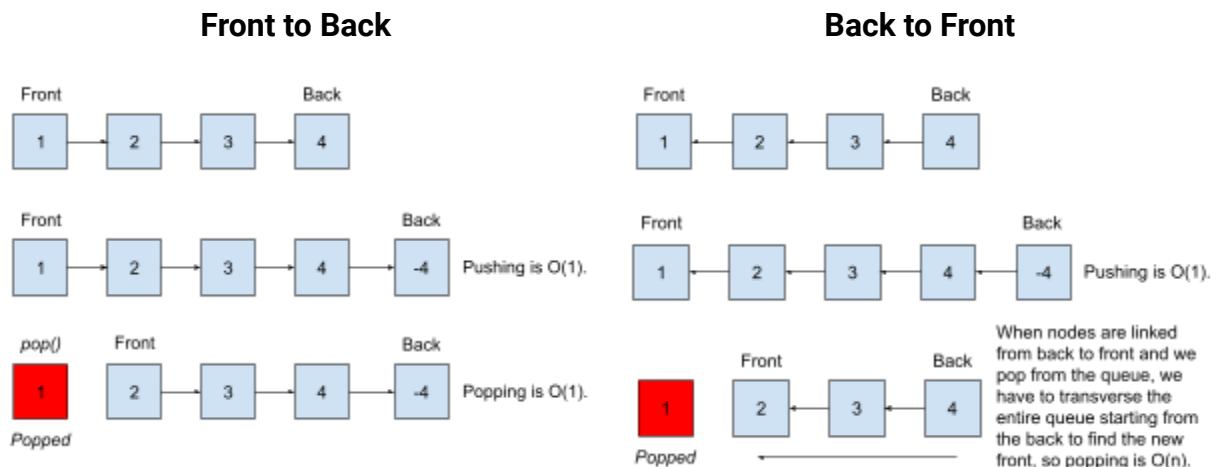 Front to Back
Front Back
1 2 3 4
Front Back
1 2 3 4 -4 Pushing is O(1).
pop() Front Back
1 2 3 4 -4 Popping is O(1).
Popped
Back to Front
Front Back
1 2 3 4
Front Back
1 2 3 4 -4 Pushing is O(1).
Front Back
1 2 3 4
Popped
When nodes are linked
from back to front and we
pop from the queue, we
have to transverse the
entire queue starting from
the back to find the new
front, so popping is O(n).